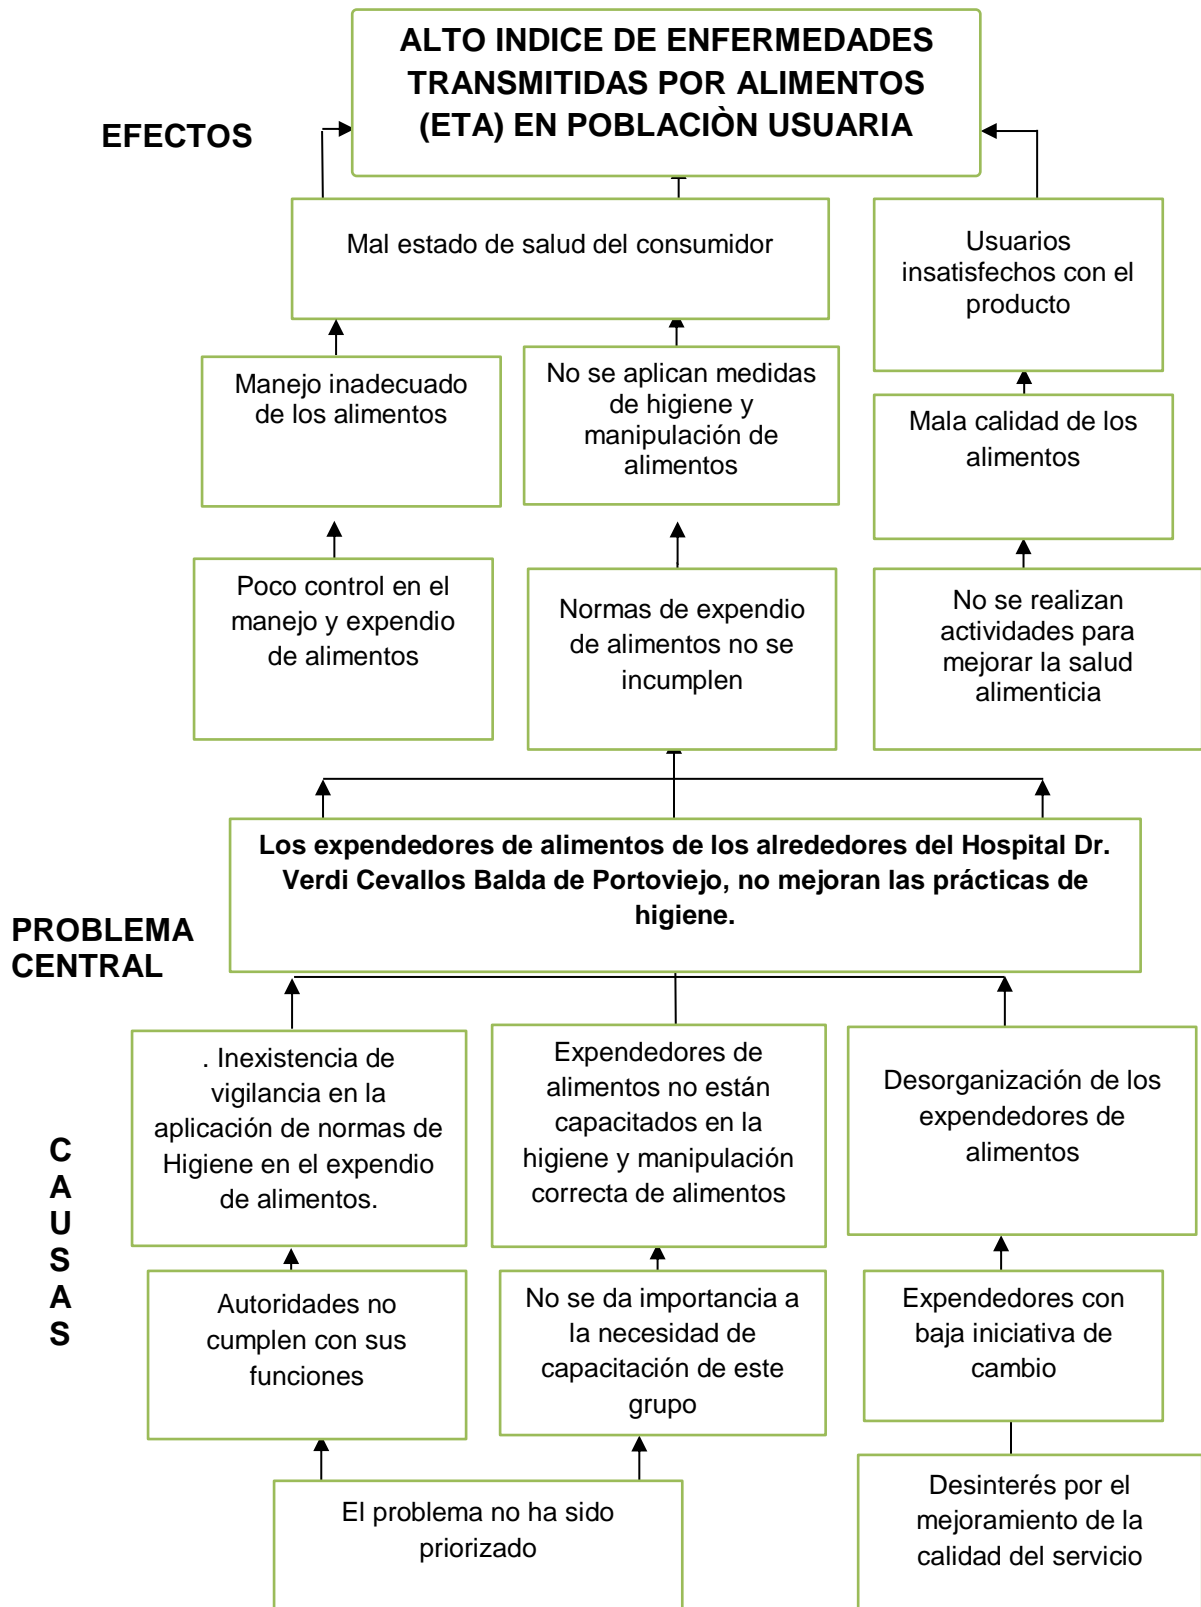 ALTO INDICE DE ENFERMEDADES
TRANSMITIDAS POR ALIMENTOS
(ETA) EN POBLACIÒN USUARIA
EFECTOS
Mal estado de salud del consumidor
Usuarios
insatisfechos con el
producto
Manejo inadecuado
de los alimentos
No se aplican medidas
de higiene y
manipulación de
alimentos
Mala calidad de los
alimentos
Poco control en el
manejo y expendio
de alimentos
Normas de expendio
de alimentos no se
incumplen
No se realizan
actividades para
mejorar la salud
alimenticia
Los expendedores de alimentos de los alrededores del Hospital Dr.
Verdi Cevallos Balda de Portoviejo, no mejoran las prácticas de
higiene.
PROBLEMA
CENTRAL
. Inexistencia de
vigilancia en la
aplicación de normas de
Higiene en el expendio
de alimentos.
Expendedores de
alimentos no están
capacitados en la
higiene y manipulación
correcta de alimentos
Desorganización de los
expendedores de
alimentos
C
A
U
S
A
S
Autoridades no
cumplen con sus
funciones
No se da importancia a
la necesidad de
capacitación de este
grupo
Expendedores con
baja iniciativa de
cambio
El problema no ha sido
priorizado
Desinterés por el
mejoramiento de la
calidad del servicio